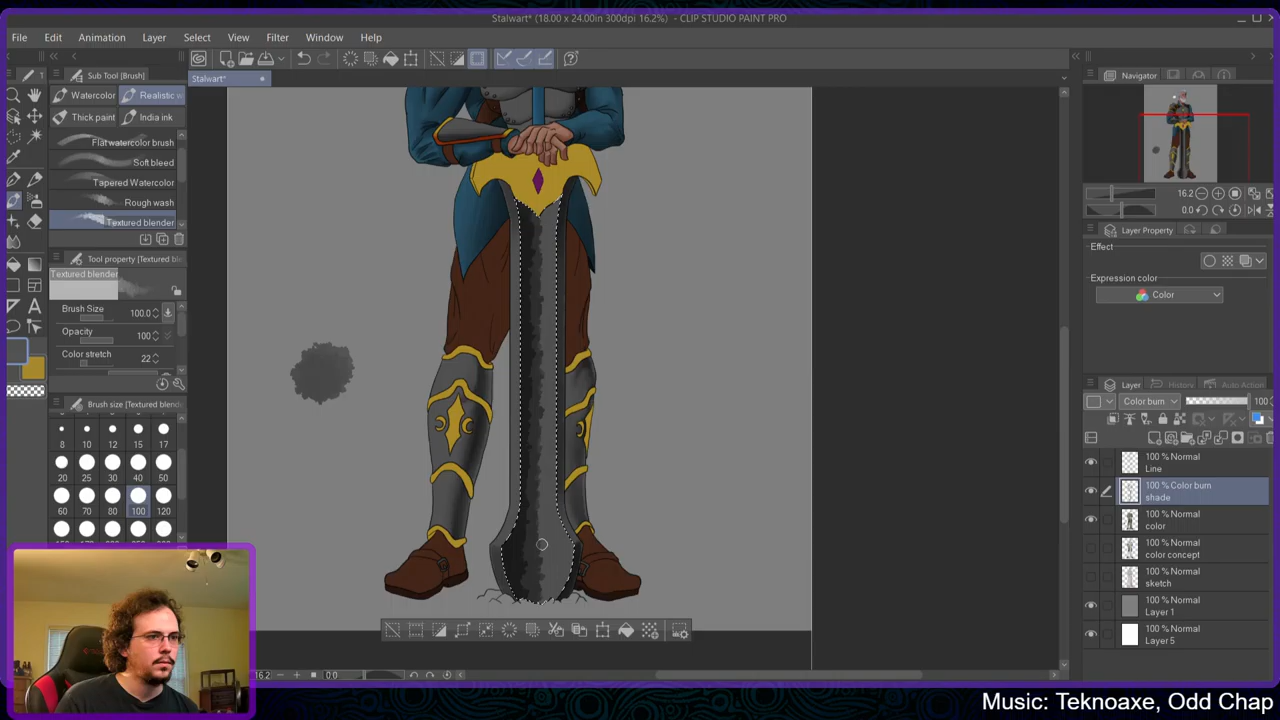 Stalwart* (18.00 x 24.00in 300dpi 16.2%) - CLIP STUDIO PAINT PRO
File Edit Animation Layer Select View Filter Window Help
Sub Tool [Brush]
Stalwart*
Navigator
Watercolor
Realistic w
Thick paint
India ink
Flat watercolor brush
Soft bleed
Tapered Watercolor
Rough wash
Textured blender
Tool property [Textured ble
Textured blender
Brush Size 100.0
Opacity 100
Color stretch 22
Brush size [Textured blend
8 10 12 15 17
20 25 30 40 50
60 70 80 100 120
16.2
0.0
Layer Property
Effect
Expression color
Color
Layer
History
Auto Action
Color burn
100
100 % Normal
Line
100 % Color burn
shade
100 % Normal
color
100 % Normal
color concept
100 % Normal
sketch
100 % Normal
Layer 1
100 % Normal
Layer 5
16.2
0.0
Music: Teknoaxe, Odd Chap